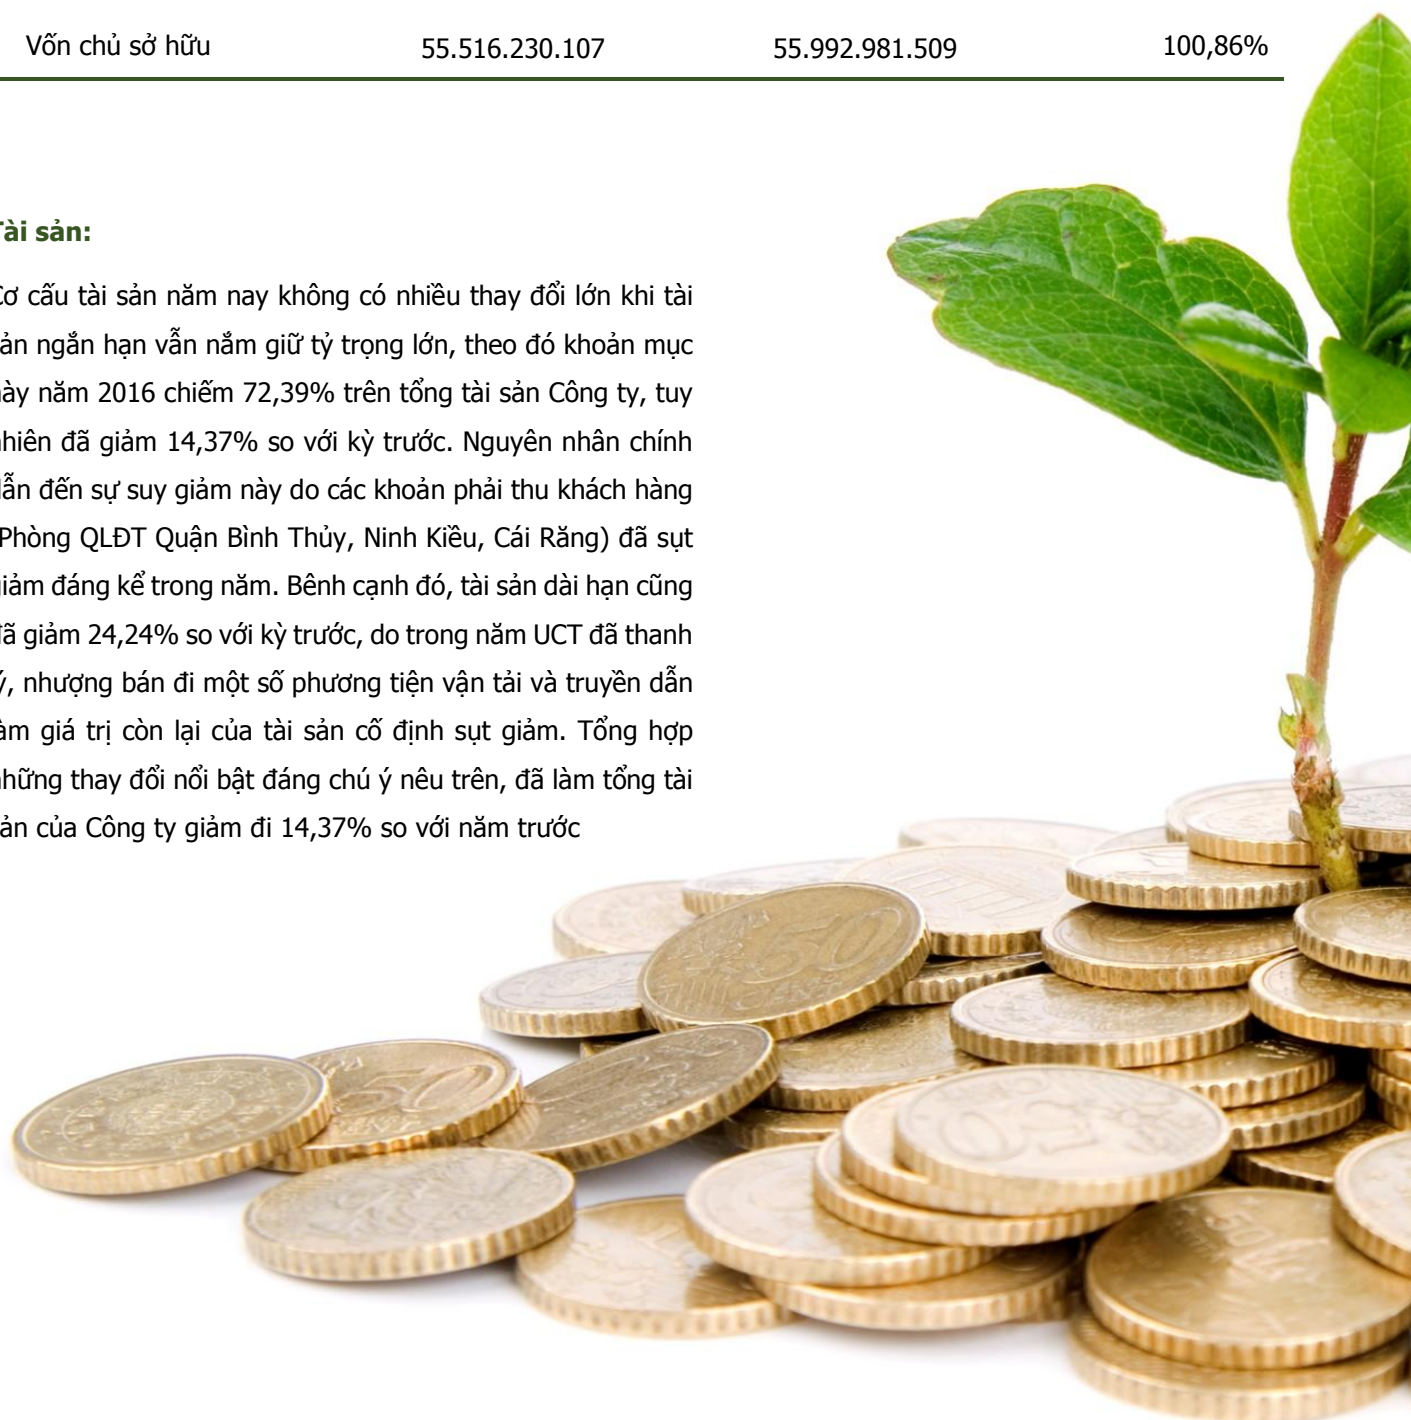 Vốn chủ sở hữu 55.516.230.107 55.992.981.509 100,86%
Tài sản:
Cơ cấu tài sản năm nay không có nhiều thay đổi lớn khi tài
ản ngắn hạn vẫn nắm giữ tỷ trọng lớn, theo đó khoản mục
ày năm 2016 chiếm 72,39% trên tổng tài sản Công ty, tuy
hiên đã giảm 14,37% so với kỳ trước. Nguyên nhân chính
dẫn đến sự suy giảm này do các khoản phải thu khách hàng
Phòng QLĐT Quận Bình Thủy, Ninh Kiều, Cái Răng) đã sụt
giảm đáng kể trong năm. Bênh cạnh đó, tài sản dài hạn cũng
đã giảm 24,24% so với kỳ trước, do trong năm UCT đã thanh
ý, nhượng bán đi một số phương tiện vận tải và truyền dẫn
àm giá trị còn lại của tài sản cố định sụt giảm. Tổng hợp
hững thay đổi nổi bật đáng chú ý nêu trên, đã làm tổng tài
ản của Công ty giảm đi 14,37% so với năm trước
50
50
50
50